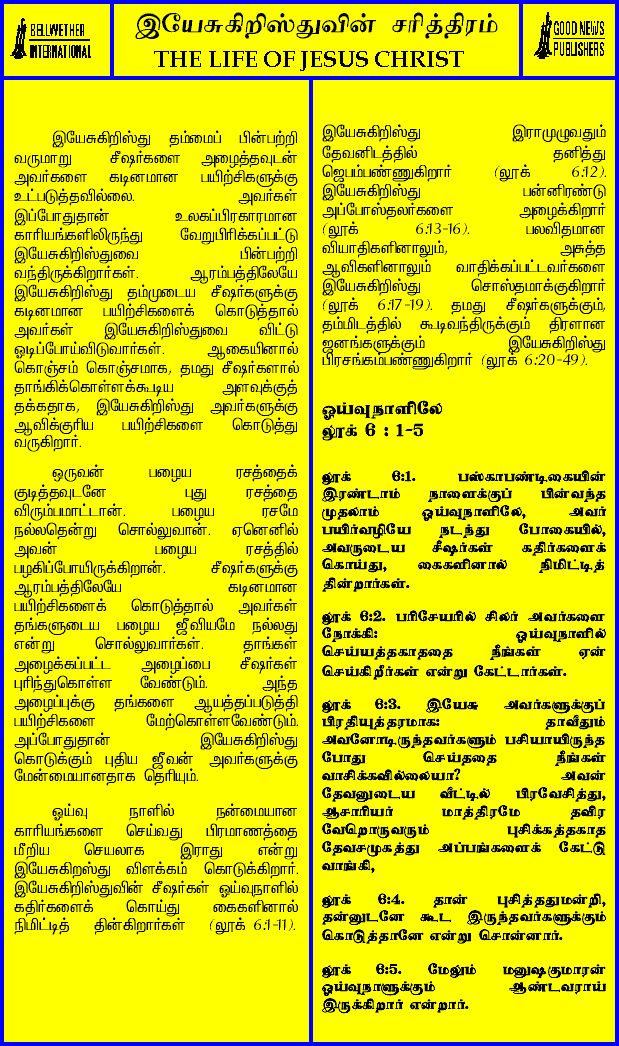 BELLWETHER
INTERNATIONAL
இயேசுகிறிஸ்துவின் சரித்திரம்
THE LIFE OF JESUS CHRIST
GOOD NEWS
PUBLISHERS
இயேசுகிறிஸ்து தம்மைப் பின்பற்றி
வருமாறு சீஷர்களை அழைத்தவுடன்
அவர்களை கடினமான பயிற்சிகளுக்கு
உட்படுத்தவில்லை. அவர்கள்
இப்போதுதான் உலகப்பிரகாரமான
காரியங்களிலிருந்து வேறுபிரிக்கப்பட்டு
இயேசுகிறிஸ்துவை பின்பற்றி
வந்திருக்கிறார்கள். ஆரம்பத்திலேயே
இயேசுகிறிஸ்து தம்முடைய சீஷர்களுக்கு
கடினமான பயிற்சிகளைக் கொடுத்தால்
அவர்கள் இயேசுகிறிஸ்துவை விட்டு
ஓடிப்போய்விடுவார்கள். ஆகையினால்
கொஞ்சம் கொஞ்சமாக, தமது சீஷர்களால்
தாங்கிக்கொள்ளக்கூடிய அளவுக்குத்
தக்கதாக, இயேசுகிறிஸ்து அவர்களுக்கு
ஆவிக்குரிய பயிற்சிகளை கொடுத்து
வருகிறார்.
ஒருவன் பழைய ரசத்தைக்
குடித்தவுடனே புது ரசத்தை
விரும்பமாட்டான். பழைய ரசமே
நல்லதென்று சொல்லுவான். ஏனெனில்
அவன் பழைய ரசத்தில்
பழகிப்போயிருக்கிறான். சீஷர்களுக்கு
ஆரம்பத்திலேயே கடினமான
பயிற்சிகளைக் கொடுத்தால் அவர்கள்
தங்களுடைய பழைய ஜீவியமே நல்லது
என்று சொல்லுவார்கள். தாங்கள்
அழைக்கப்பட்ட அழைப்பை சீஷர்கள்
புரிந்துகொள்ள வேண்டும். அந்த
அழைப்புக்கு தங்களை ஆயத்தப்படுத்தி
பயிற்சிகளை மேற்கொள்ளவேண்டும்.
அப்போதுதான் இயேசுகிறிஸ்து
கொடுக்கும் புதிய ஜீவன் அவர்களுக்கு
மேன்மையானதாக தெரியும்.
ஓய்வு நாளில் நன்மையான
காரியங்களை செய்வது பிரமாணத்தை
மீறிய செயலாக இராது என்று
இயேசுகிறஸ்து விளக்கம் கொடுக்கிறார்.
இயேசுகிறிஸ்துவின் சீஷர்கள் ஓய்வுநாளில்
கதிர்களைக் கொய்து கைகளினால்
நிமிட்டித் தின்கிறார்கள் (லூக் 6:1-11).
இயேசுகிறிஸ்து இராமுழுவதும்
தேவனிடத்தில் தனித்து
ஜெபம்பண்ணுகிறார் (லூக் 6:12).
இயேசுகிறிஸ்து பன்னிரண்டு
அப்போஸ்தலர்களை அழைக்கிறார்
(லூக் 6:13-16). பலவிதமான
வியாதிகளினாலும், அசுத்த
ஆவிகளினாலும் வாதிக்கப்பட்டவர்களை
இயேசுகிறிஸ்து சொஸ்தமாக்குகிறார்
(லூக் 6:17-19). தமது சீஷர்களுக்கும்,
தம்மிடத்தில் கூடிவந்திருக்கும் திரளான
ஜனங்களுக்கும் இயேசுகிறிஸ்து
பிரசங்கம்பண்ணுகிறார் (லூக் 6:20-49).
ஓய்வுநாளிலே
லூக் 6 : 1-5
லூக் 6:1. பஸ்காபண்டிகையின்
இரண்டாம் நாளைக்குப் பின்வந்த
முதலாம் ஓய்வுநாளிலே, அவர்
பயிர்வழியே நடந்து போகையில்,
அவருடைய சீஷர்கள் கதிர்களைக்
கொய்து, கைகளினால் நிமிட்டித்
தின்றார்கள்.
லூக் 6:2. பரிசேயரில் சிலர் அவர்களை
நோக்கி: ஓய்வுநாளில்
செய்யத்தகாததை நீங்கள் ஏன்
செய்கிறீர்கள் என்று கேட்டார்கள்.
லூக் 6:3. இயேசு அவர்களுக்குப்
பிரதியுத்தரமாக: தாவீதும்
அவனோடிருந்தவர்களும் பசியாயிருந்த
போது செய்ததை நீங்கள்
வாசிக்கவில்லையா? அவன்
தேவனுடைய வீட்டில் பிரவேசித்து,
ஆசாரியர் மாத்திரமே தவிர
வேறொருவரும் புசிக்கத்தகாத
தேவசமுகத்து அப்பங்களைக் கேட்டு
வாங்கி,
லூக் 6:4. தான் புசித்ததுமன்றி,
தன்னுடனே கூட இருந்தவர்களுக்கும்
கொடுத்தானே என்று சொன்னார்.
லூக் 6:5. மேலும் மனுஷகுமாரன்
ஓய்வுநாளுக்கும் ஆண்டவராய்
இருக்கிறார் என்றார்.